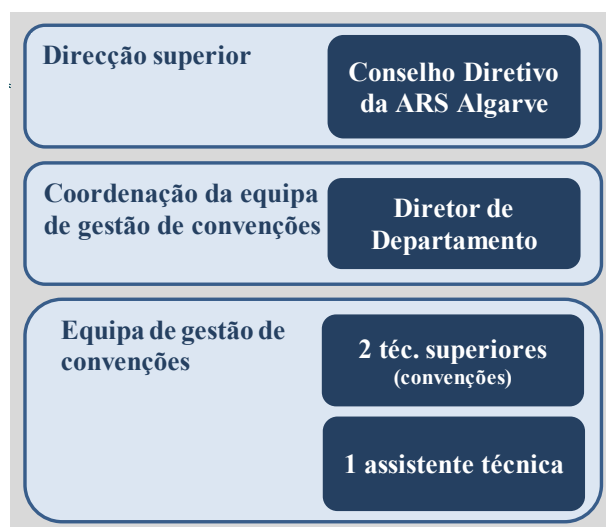 Direcção superior
Conselho Diretivo
da ARS Algarve
Coordenação da equipa
de gestão de convenções
Diretor de
Departamento
Equipa de gestão de
convenções
2 téc. superiores
(convenções)
1 assistente técnica